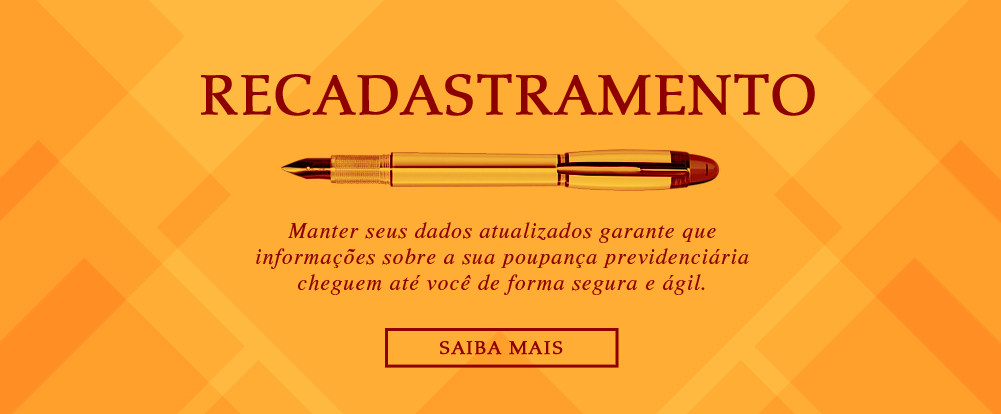 RECADASTRAMENTO
Manter seus dados atualizados garante que
informações sobre a sua poupança previdenciária
cheguem até você de forma segura e ágil.
SAIBA MAIS